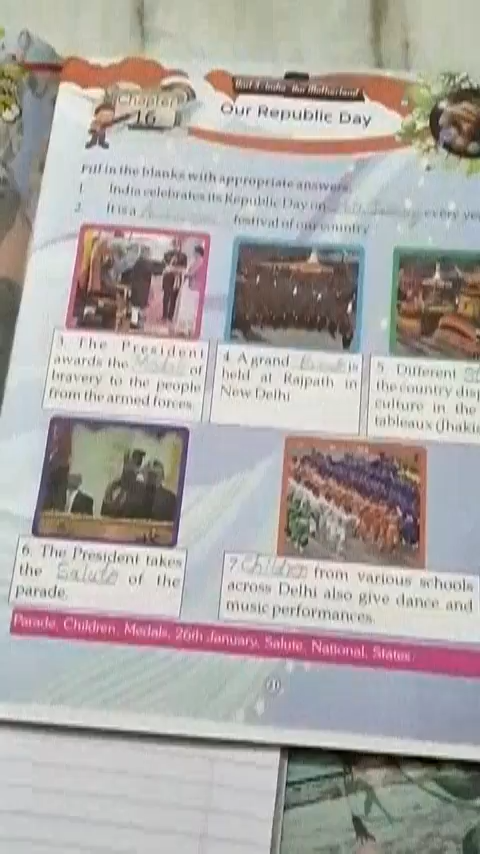 Unit 4: India, the Motherland
Chapter
16
Our Republic Day
Fill in the blanks with appropriate answers.
1. India celebrates its Republic Day on every
2. It is a festival of our country
3. The President
awards the Medals of
bravery to the people
from the armed forces
4. A grand Parade is
held at Rajpath in
New Delhi
5. Different
the country
culture in the
tableaux
6. The President takes
the Salute of the
parade.
7. Children from various schools
across Delhi also give dance and
music performances.
Parade, Children, Medals, 26th January, Salute, National, States